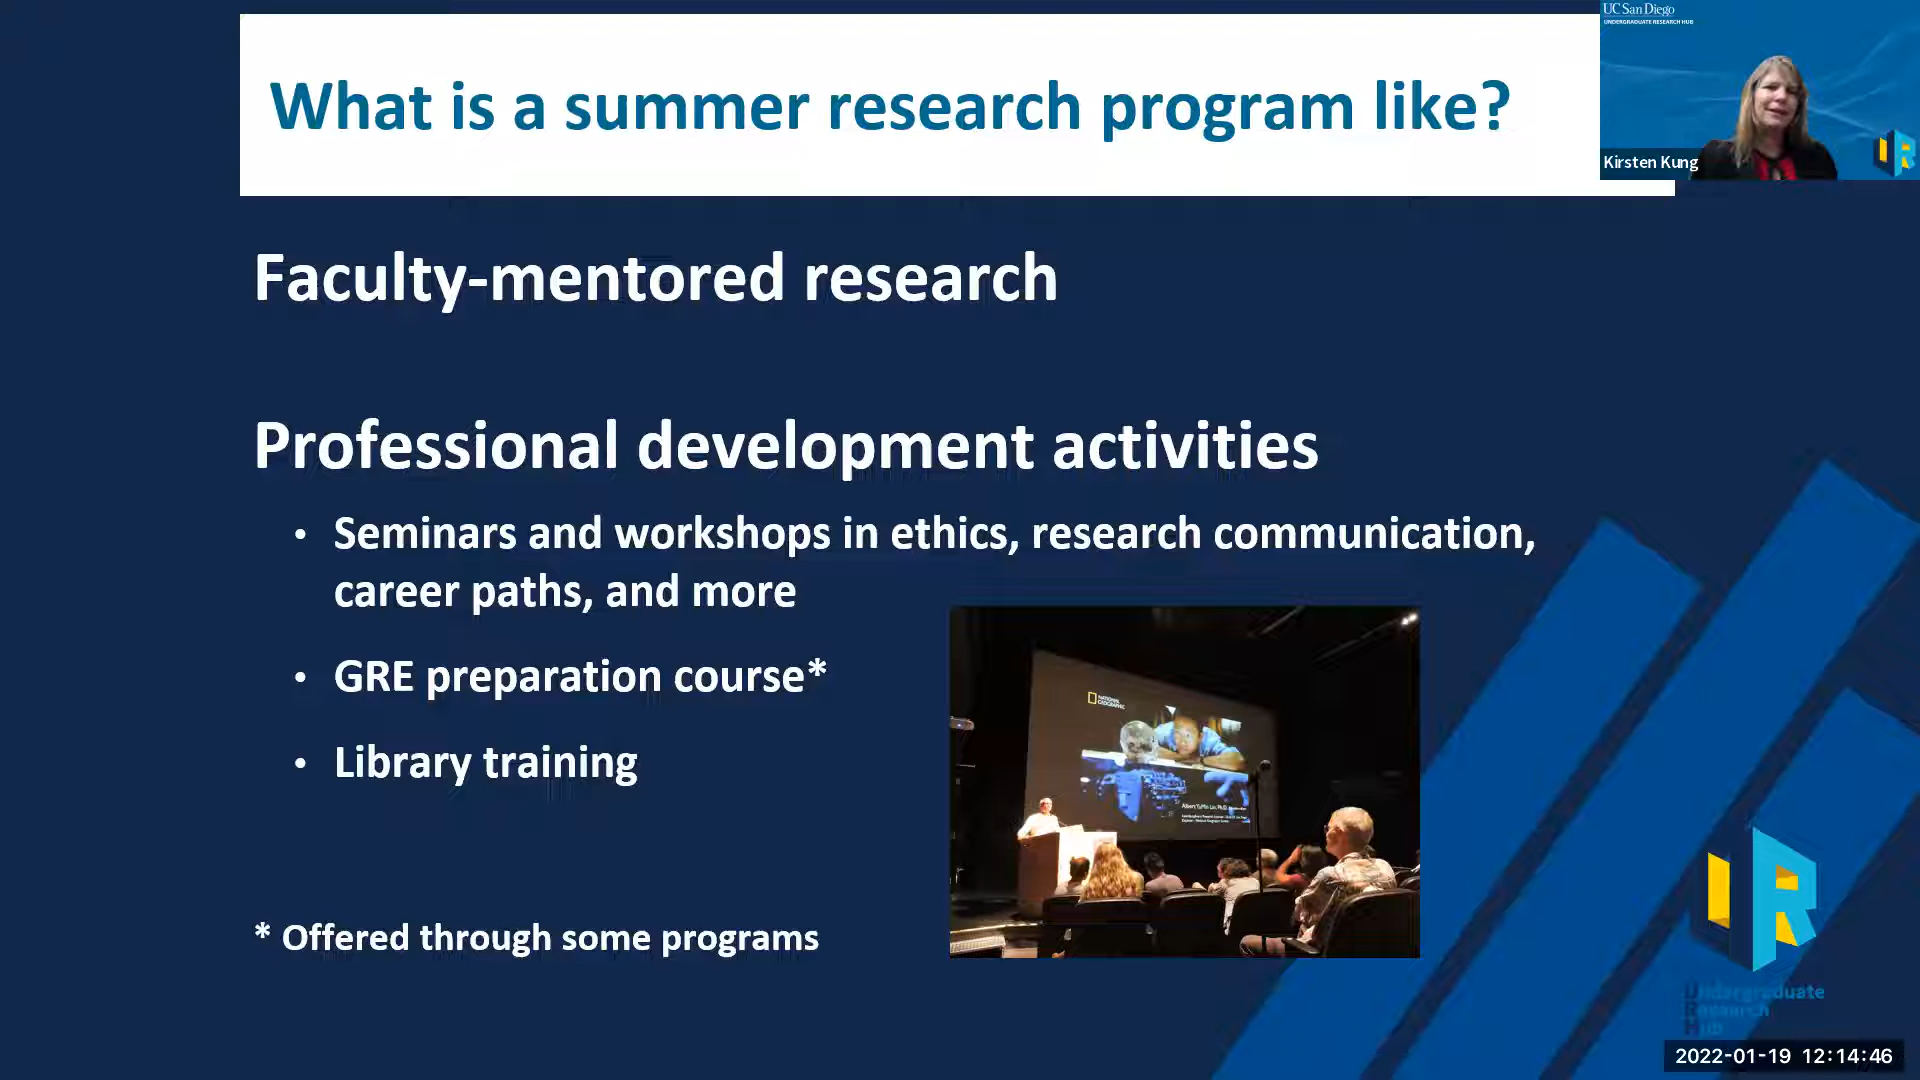 What is a summer research program like?
UC San Diego
UNDERGRADUATE RESEARCH HUB
Kirsten Kung
Faculty-mentored research
Professional development activities
• Seminars and workshops in ethics, research communication,
career paths, and more
• GRE preparation course*
• Library training
NATIONAL
GEOGRAPHIC
* Offered through some programs
Undergraduate
Research
Hub
2022-01-19 12:14:46